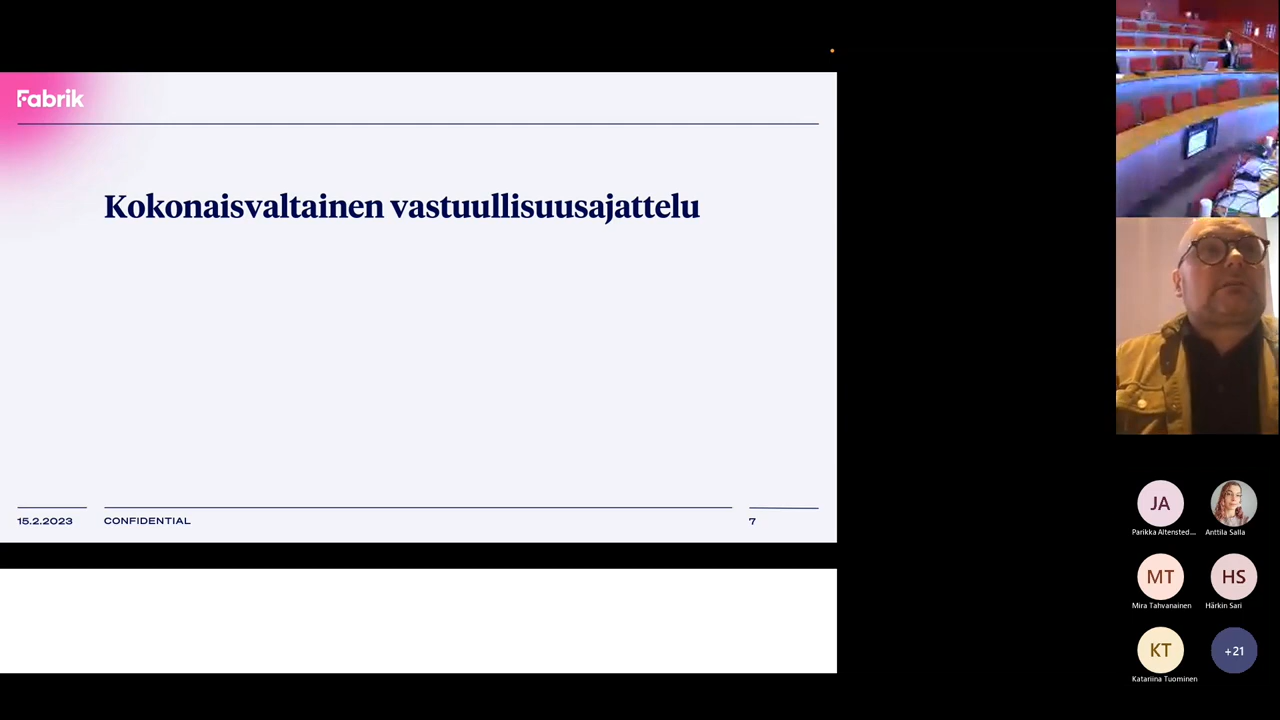 Fabrik
Kokonaisvaltainen vastuullisuusajattelu
15.2.2023
CONFIDENTIAL
7
JA
Parikka Altensted...
Anttila Salla
MT
Mira Tahvanainen
HS
Härkin Sari
KT
Katariina Tuominen
+21